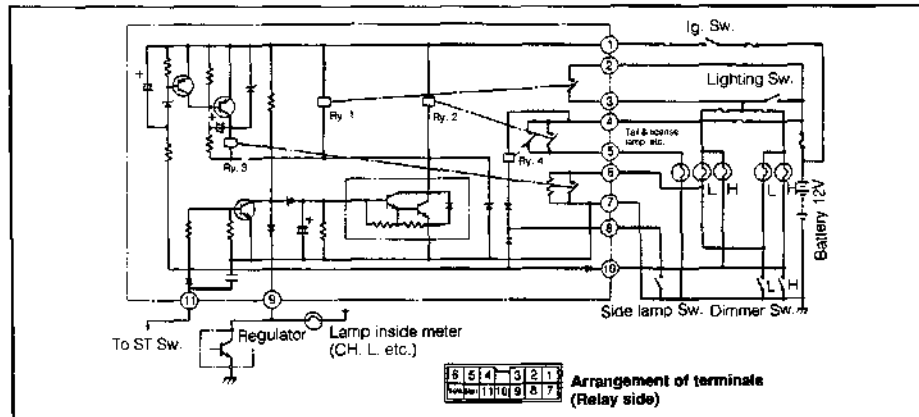 Ig. Sw.
1
2
Lighting Sw.
3
4
Tail & license
lamp, etc.
5
6
7
8
10
Ry. 1
Ry. 2
Ry. 3
Ry. 4
L H L H
Battery 12V
L H
Side lamp Sw. Dimmer Sw.
11 9
To ST Sw.
Regulator
Lamp inside meter
(CH. L. etc.)
6 5 4 3 2 1
11 10 9 8 7
Arrangement of terminals
(Relay side)